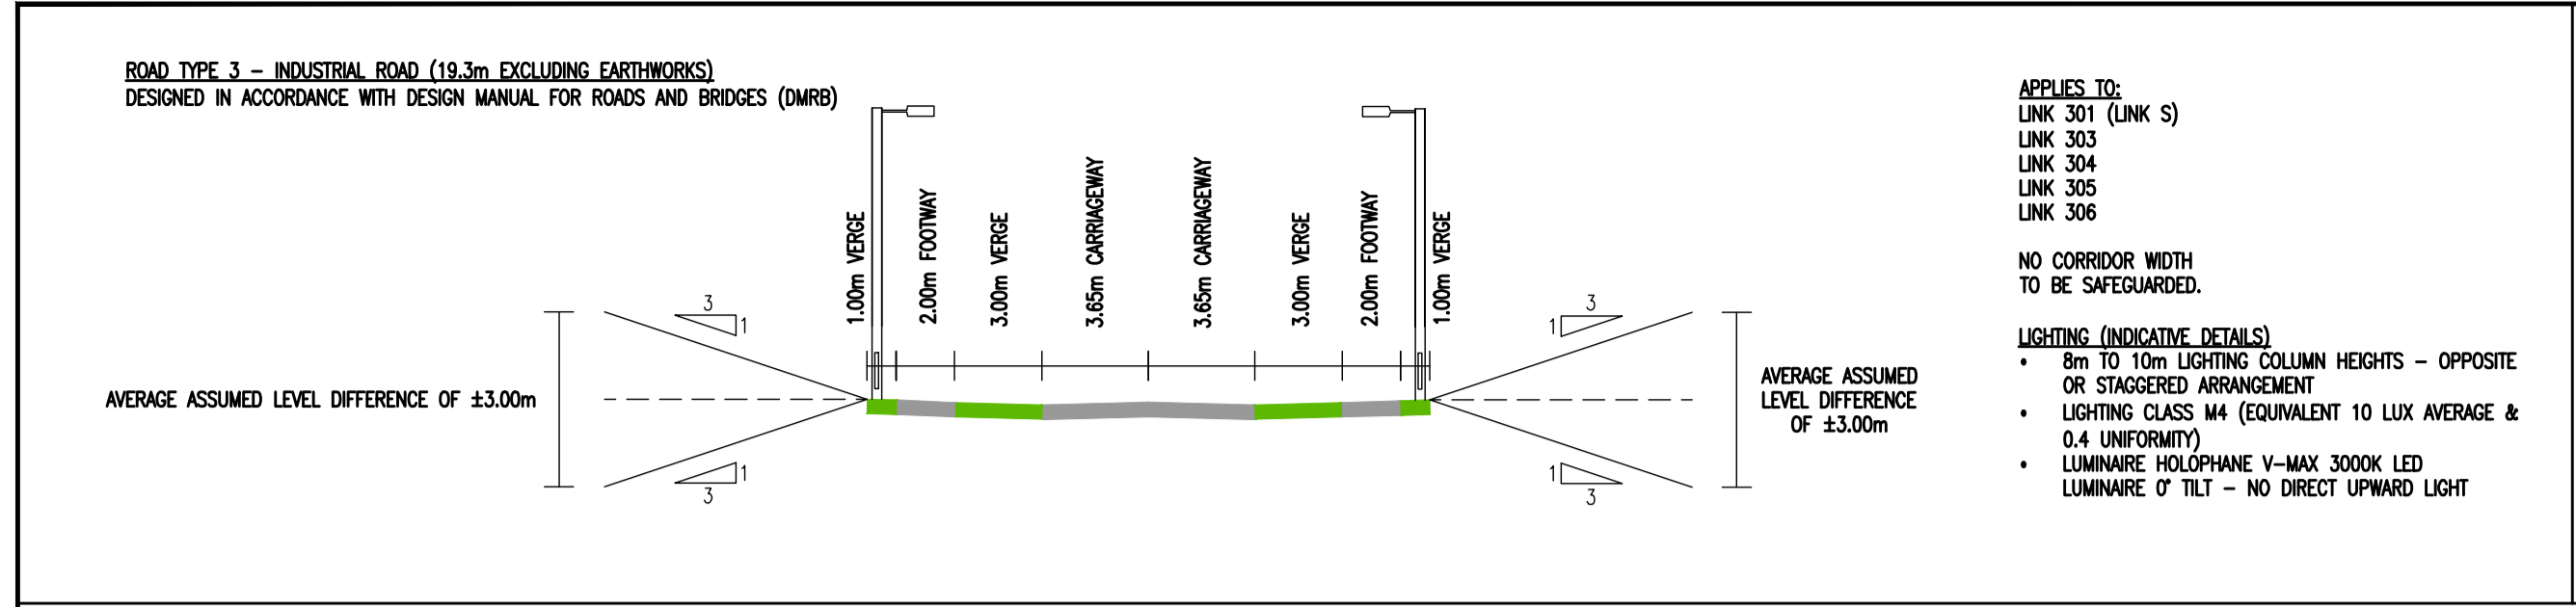 ROAD TYPE 3 – INDUSTRIAL ROAD (19.3m EXCLUDING EARTHWORKS)
DESIGNED IN ACCORDANCE WITH DESIGN MANUAL FOR ROADS AND BRIDGES (DMRB)
1.00m VERGE
2.00m FOOTWAY
3.00m VERGE
3.65m CARRIAGEWAY
3.65m CARRIAGEWAY
3.00m VERGE
2.00m FOOTWAY
1.00m VERGE
3
1
3
1
AVERAGE ASSUMED LEVEL DIFFERENCE OF ±3.00m
AVERAGE ASSUMED
LEVEL DIFFERENCE
OF ±3.00m
1
3
1
3
APPLIES TO:
LINK 301 (LINK S)
LINK 303
LINK 304
LINK 305
LINK 306
NO CORRIDOR WIDTH
TO BE SAFEGUARDED.
LIGHTING (INDICATIVE DETAILS)
• 8m TO 10m LIGHTING COLUMN HEIGHTS – OPPOSITE
OR STAGGERED ARRANGEMENT
• LIGHTING CLASS M4 (EQUIVALENT 10 LUX AVERAGE &
0.4 UNIFORMITY)
• LUMINAIRE HOLOPHANE V–MAX 3000K LED
LUMINAIRE 0° TILT – NO DIRECT UPWARD LIGHT